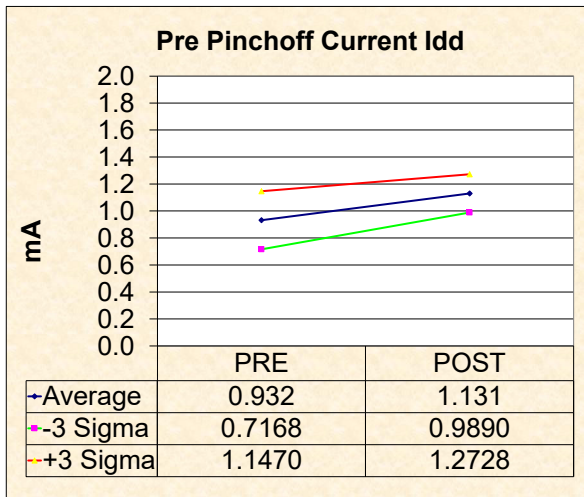 Pre Pinchoff Current Idd
2.0
1.8
1.6
1.4
1.2
1.0
0.8
0.6
0.4
0.2
0.0
mA
PRE POST
Average 0.932 1.131
-3 Sigma 0.7168 0.9890
+3 Sigma 1.1470 1.2728